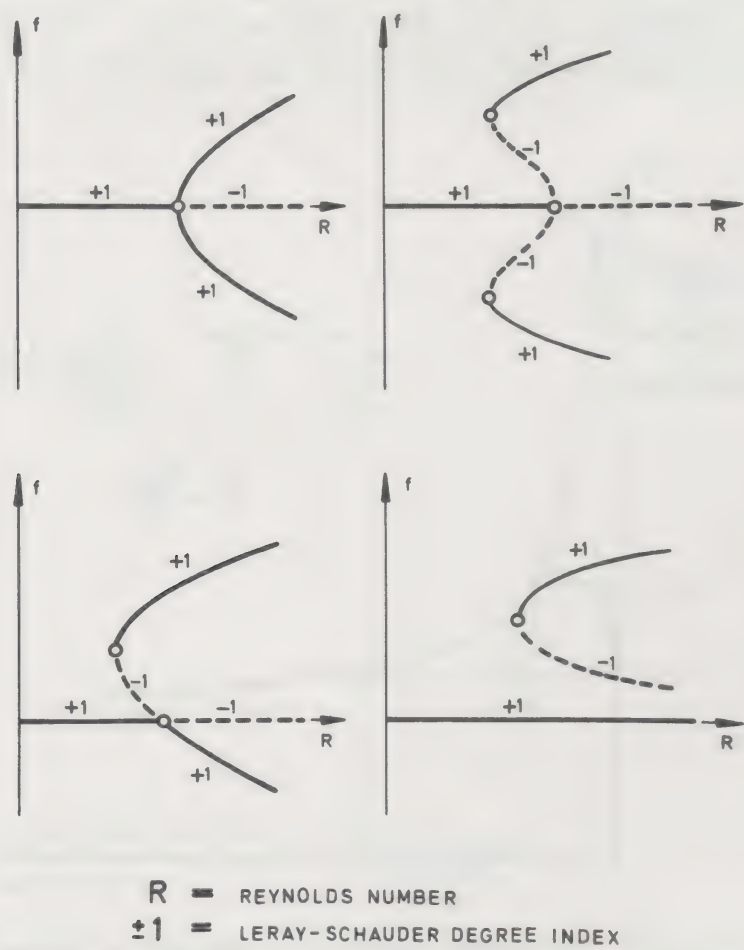 f
+1
+1
-1
R
+1
f
+1
-1
+1
-1
R
-1
+1
f
+1
-1
+1
-1
R
+1
f
+1
-1
+1
R
R = REYNOLDS NUMBER
±1 = LERAY-SCHAUDER DEGREE INDEX